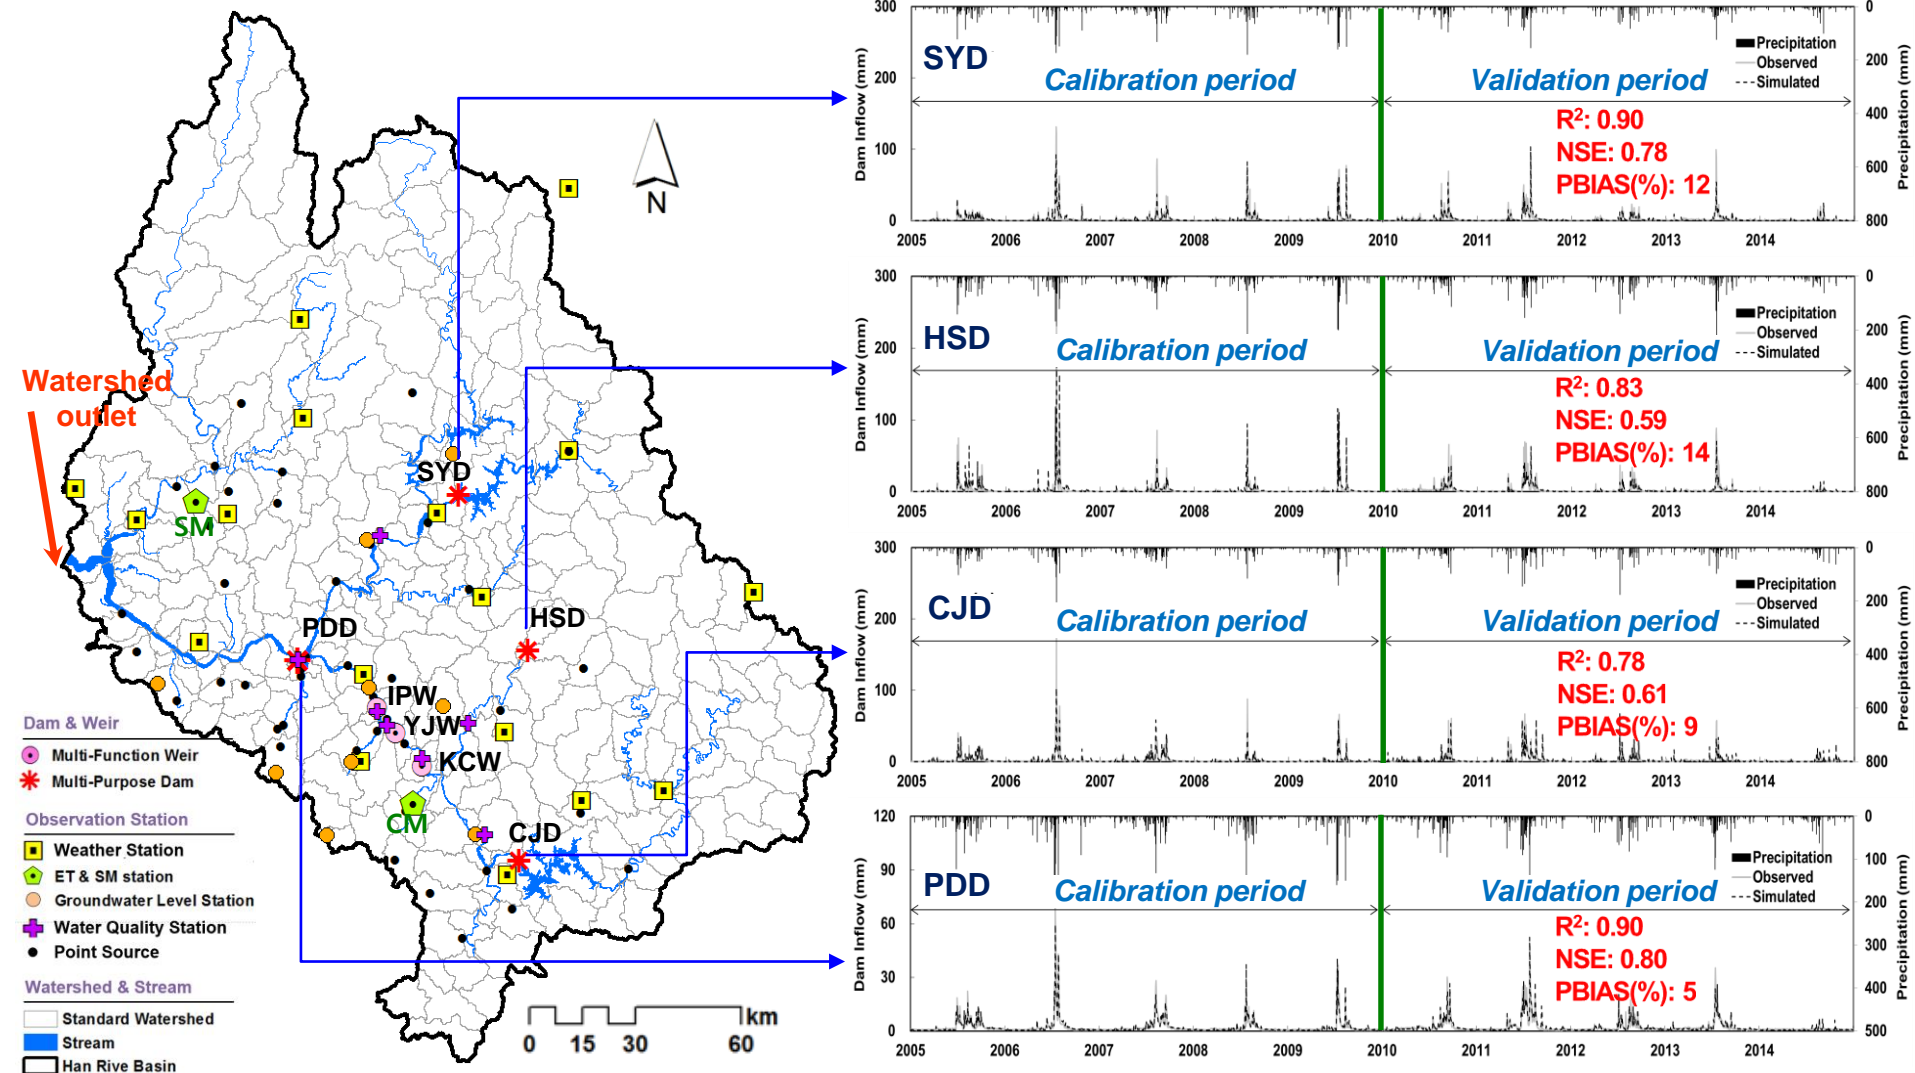 N
Watershed
outlet
SYD
SM
HSD
PDD
IPW
YJW
KCW
CM
CJD
Dam & Weir
Multi-Function Weir
Multi-Purpose Dam
Observation Station
Weather Station
ET & SM station
Groundwater Level Station
Water Quality Station
Point Source
Watershed & Stream
Standard Watershed
Stream
Han Rive Basin
km
0 15 30 60
SYD
Calibration period
Validation period
Precipitation
Observed
Simulated
R²: 0.90
NSE: 0.78
PBIAS(%): 12
Dam Inflow (mm)
300
200
100
0
Precipitation (mm)
0
200
400
600
800
2005 2006 2007 2008 2009 2010 2011 2012 2013 2014
HSD
Calibration period
Validation period
Precipitation
Observed
Simulated
R²: 0.83
NSE: 0.59
PBIAS(%): 14
Dam Inflow (mm)
300
200
100
0
Precipitation (mm)
0
200
400
600
800
2005 2006 2007 2008 2009 2010 2011 2012 2013 2014
CJD
Calibration period
Validation period
Precipitation
Observed
Simulated
R²: 0.78
NSE: 0.61
PBIAS(%): 9
Dam Inflow (mm)
300
200
100
0
Precipitation (mm)
0
200
400
600
800
2005 2006 2007 2008 2009 2010 2011 2012 2013 2014
PDD
Calibration period
Validation period
Precipitation
Observed
Simulated
R²: 0.90
NSE: 0.80
PBIAS(%): 5
Dam Inflow (mm)
120
90
60
30
0
Precipitation (mm)
0
100
200
300
400
500
2005 2006 2007 2008 2009 2010 2011 2012 2013 2014